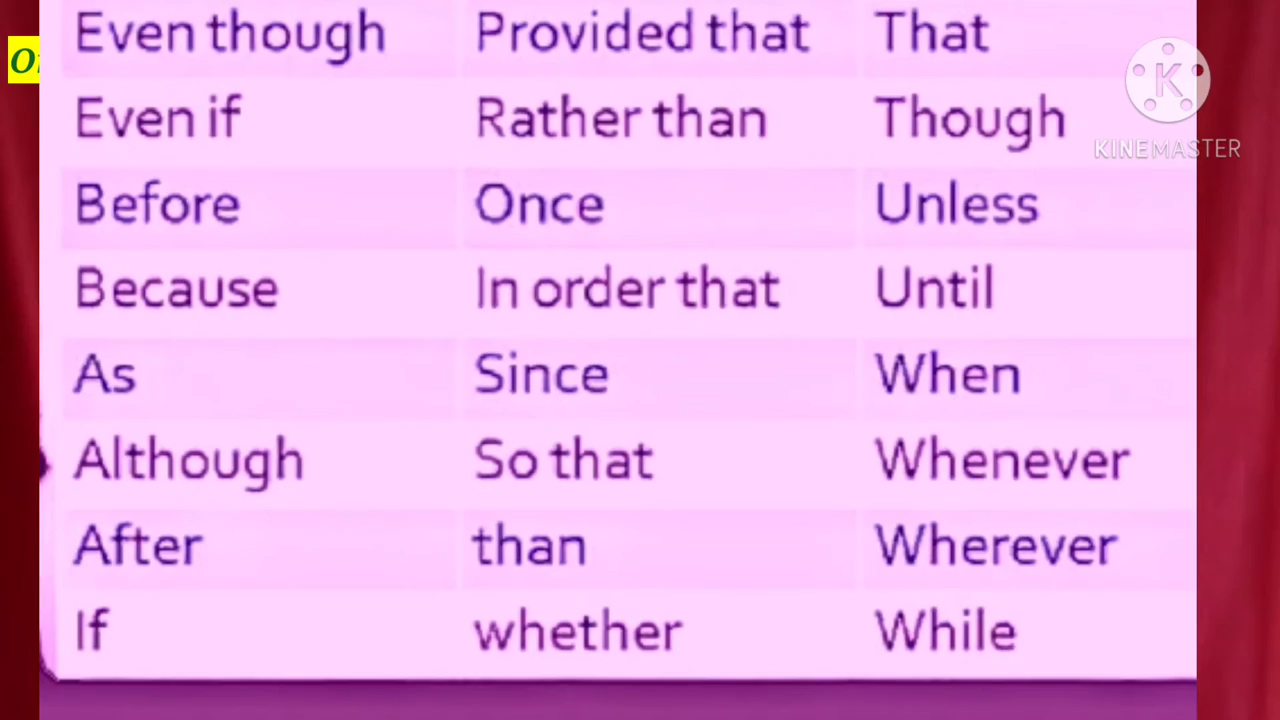 Even though Provided that That
Even if Rather than Though
Before Once Unless
Because In order that Until
As Since When
Although So that Whenever
After than Wherever
If whether While
K
KINEMASTER